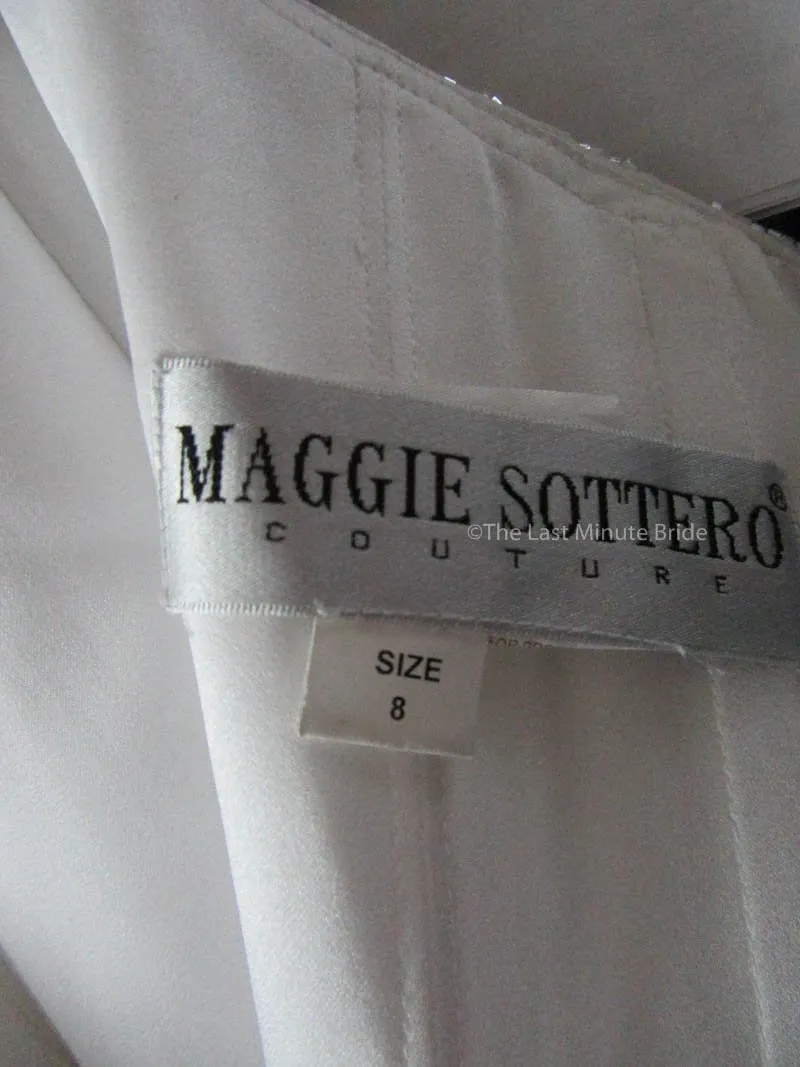 MAGGIE SOTTERO®
©The Last Minute Bride
COUTURE
SIZE
8